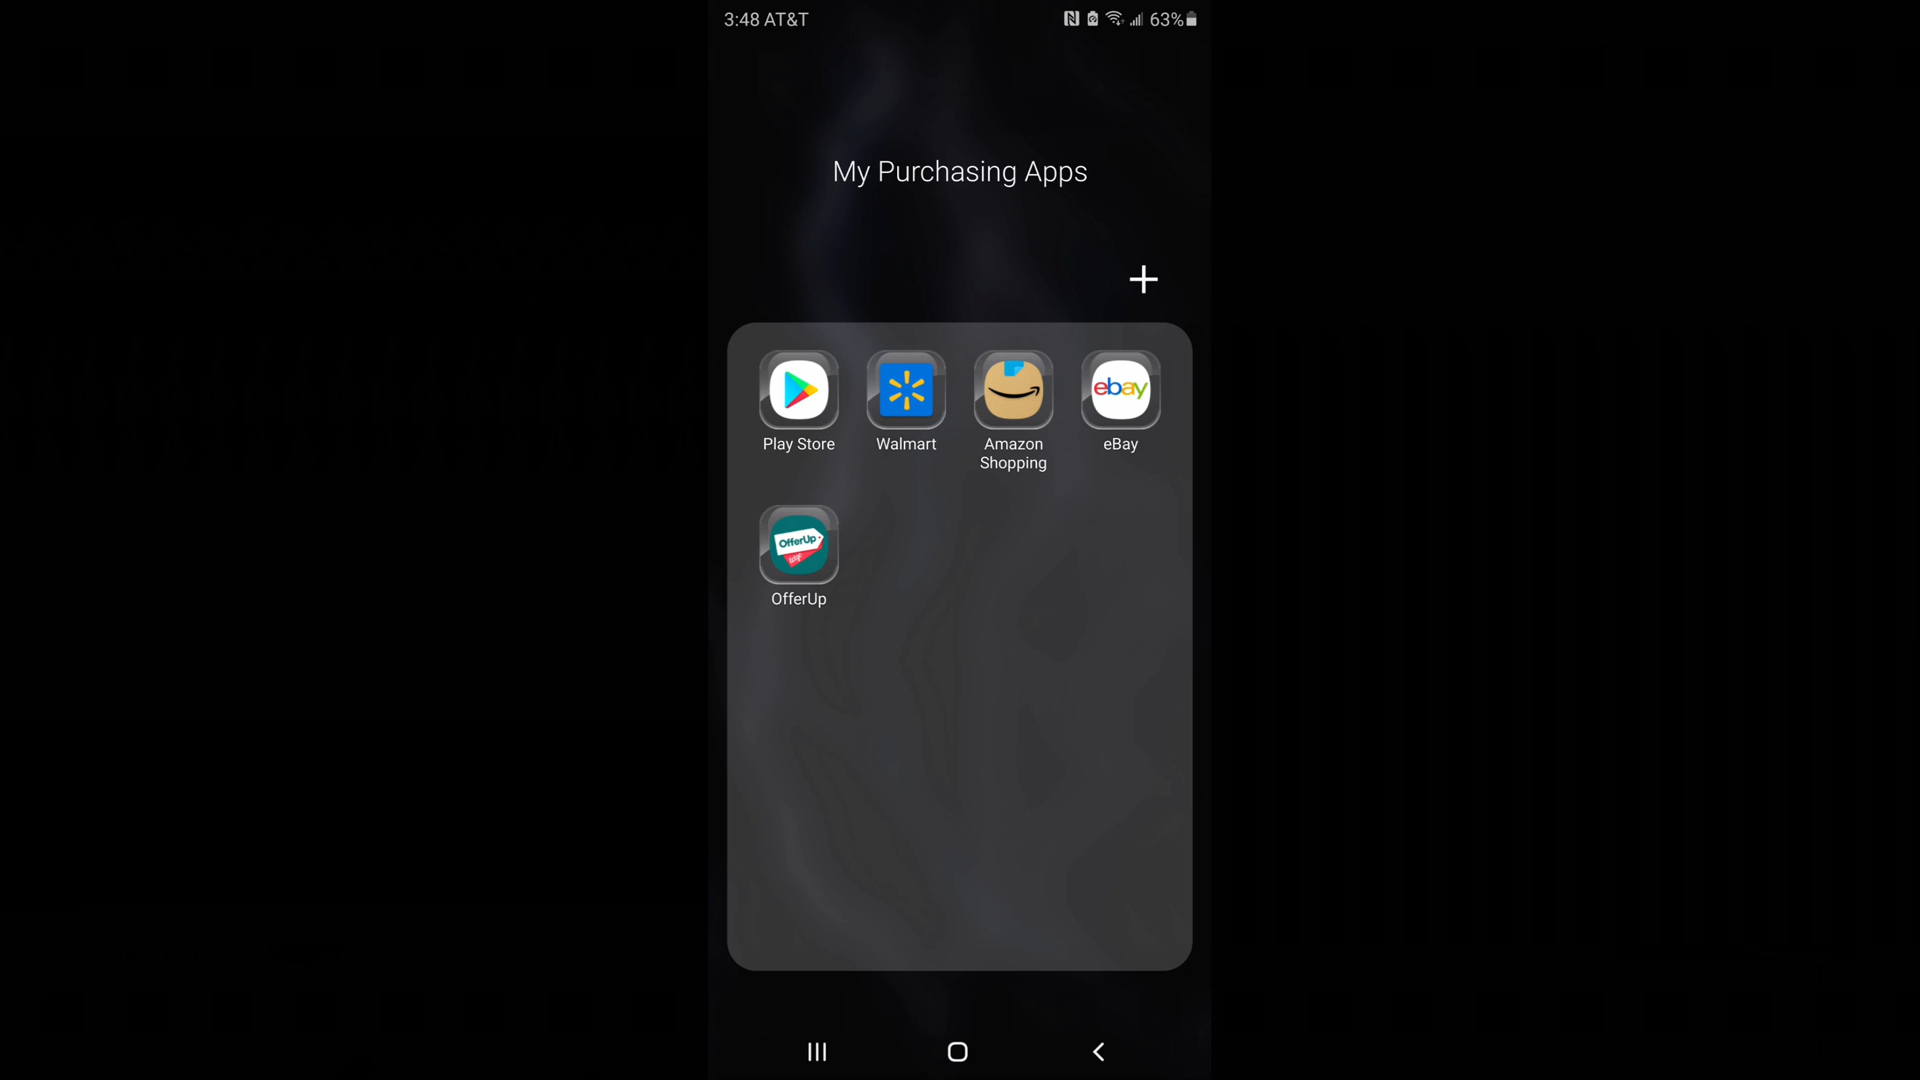 3:48 AT&T
63%
My Purchasing Apps
ebay
Play Store
Walmart
Amazon
Shopping
eBay
OfferUp
OfferUp